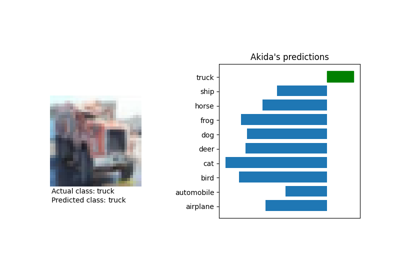 Akida's predictions
truck
ship
horse
frog
dog
deer
cat
bird
automobile
airplane
Actual class: truck
Predicted class: truck